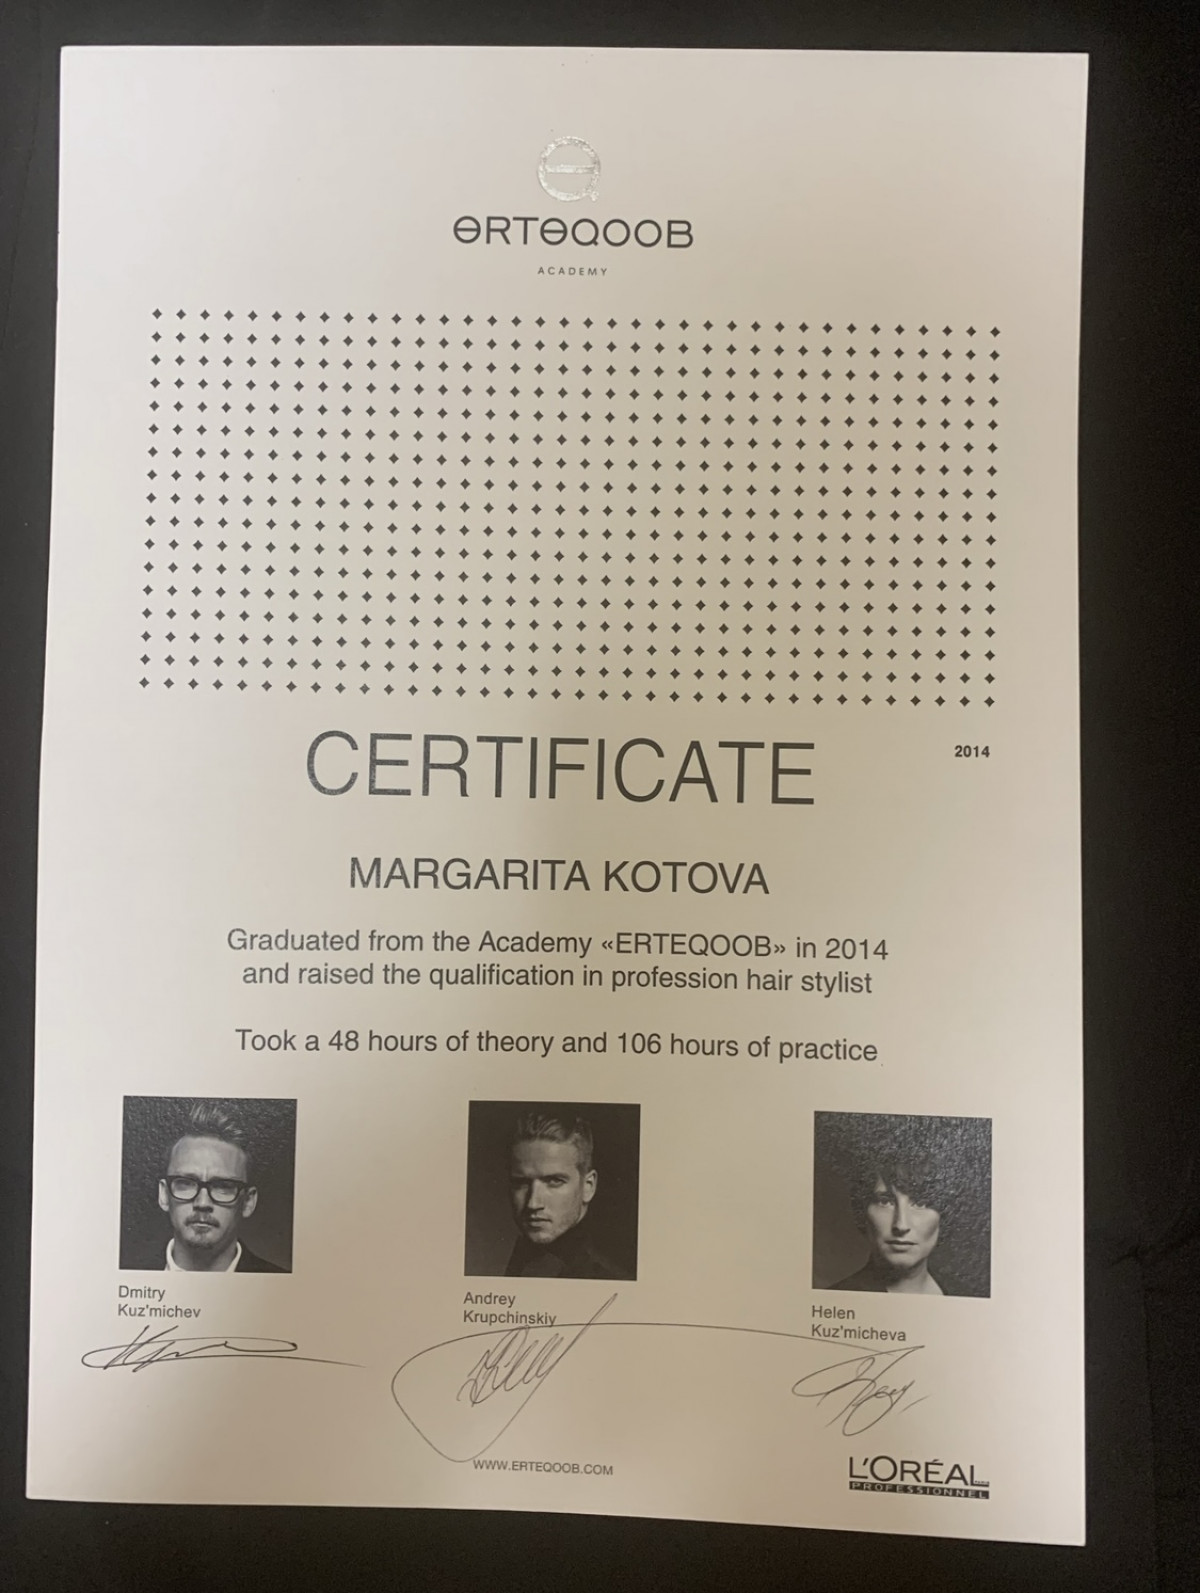 ERTEQOOB
ACADEMY
CERTIFICATE
2014
MARGARITA KOTOVA
Graduated from the Academy «ERTEQOOB» in 2014
and raised the qualification in profession hair stylist
Took a 48 hours of theory and 106 hours of practice
Dmitry
Kuz'michev
Andrey
Krupchinskiy
Helen
Kuz'micheva
WWW.ERTEQOOB.COM
L'ORÉAL
PROFESSIONNEL